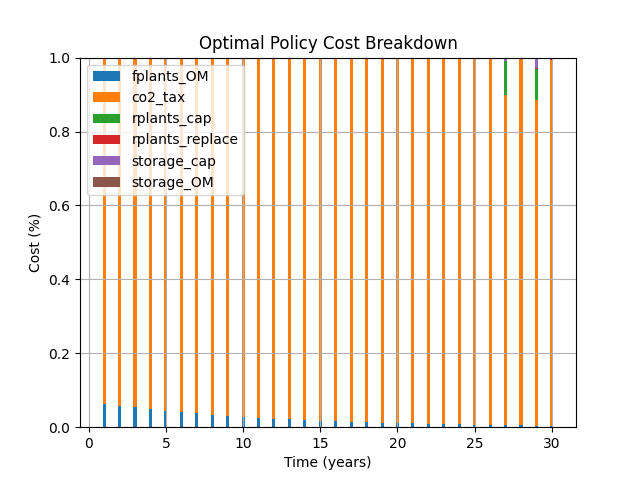 Optimal Policy Cost Breakdown
fplants_OM
co2_tax
rplants_cap
rplants_replace
storage_cap
storage_OM
Cost (%)
1.0
0.8
0.6
0.4
0.2
0.0
0 5 10 15 20 25 30
Time (years)